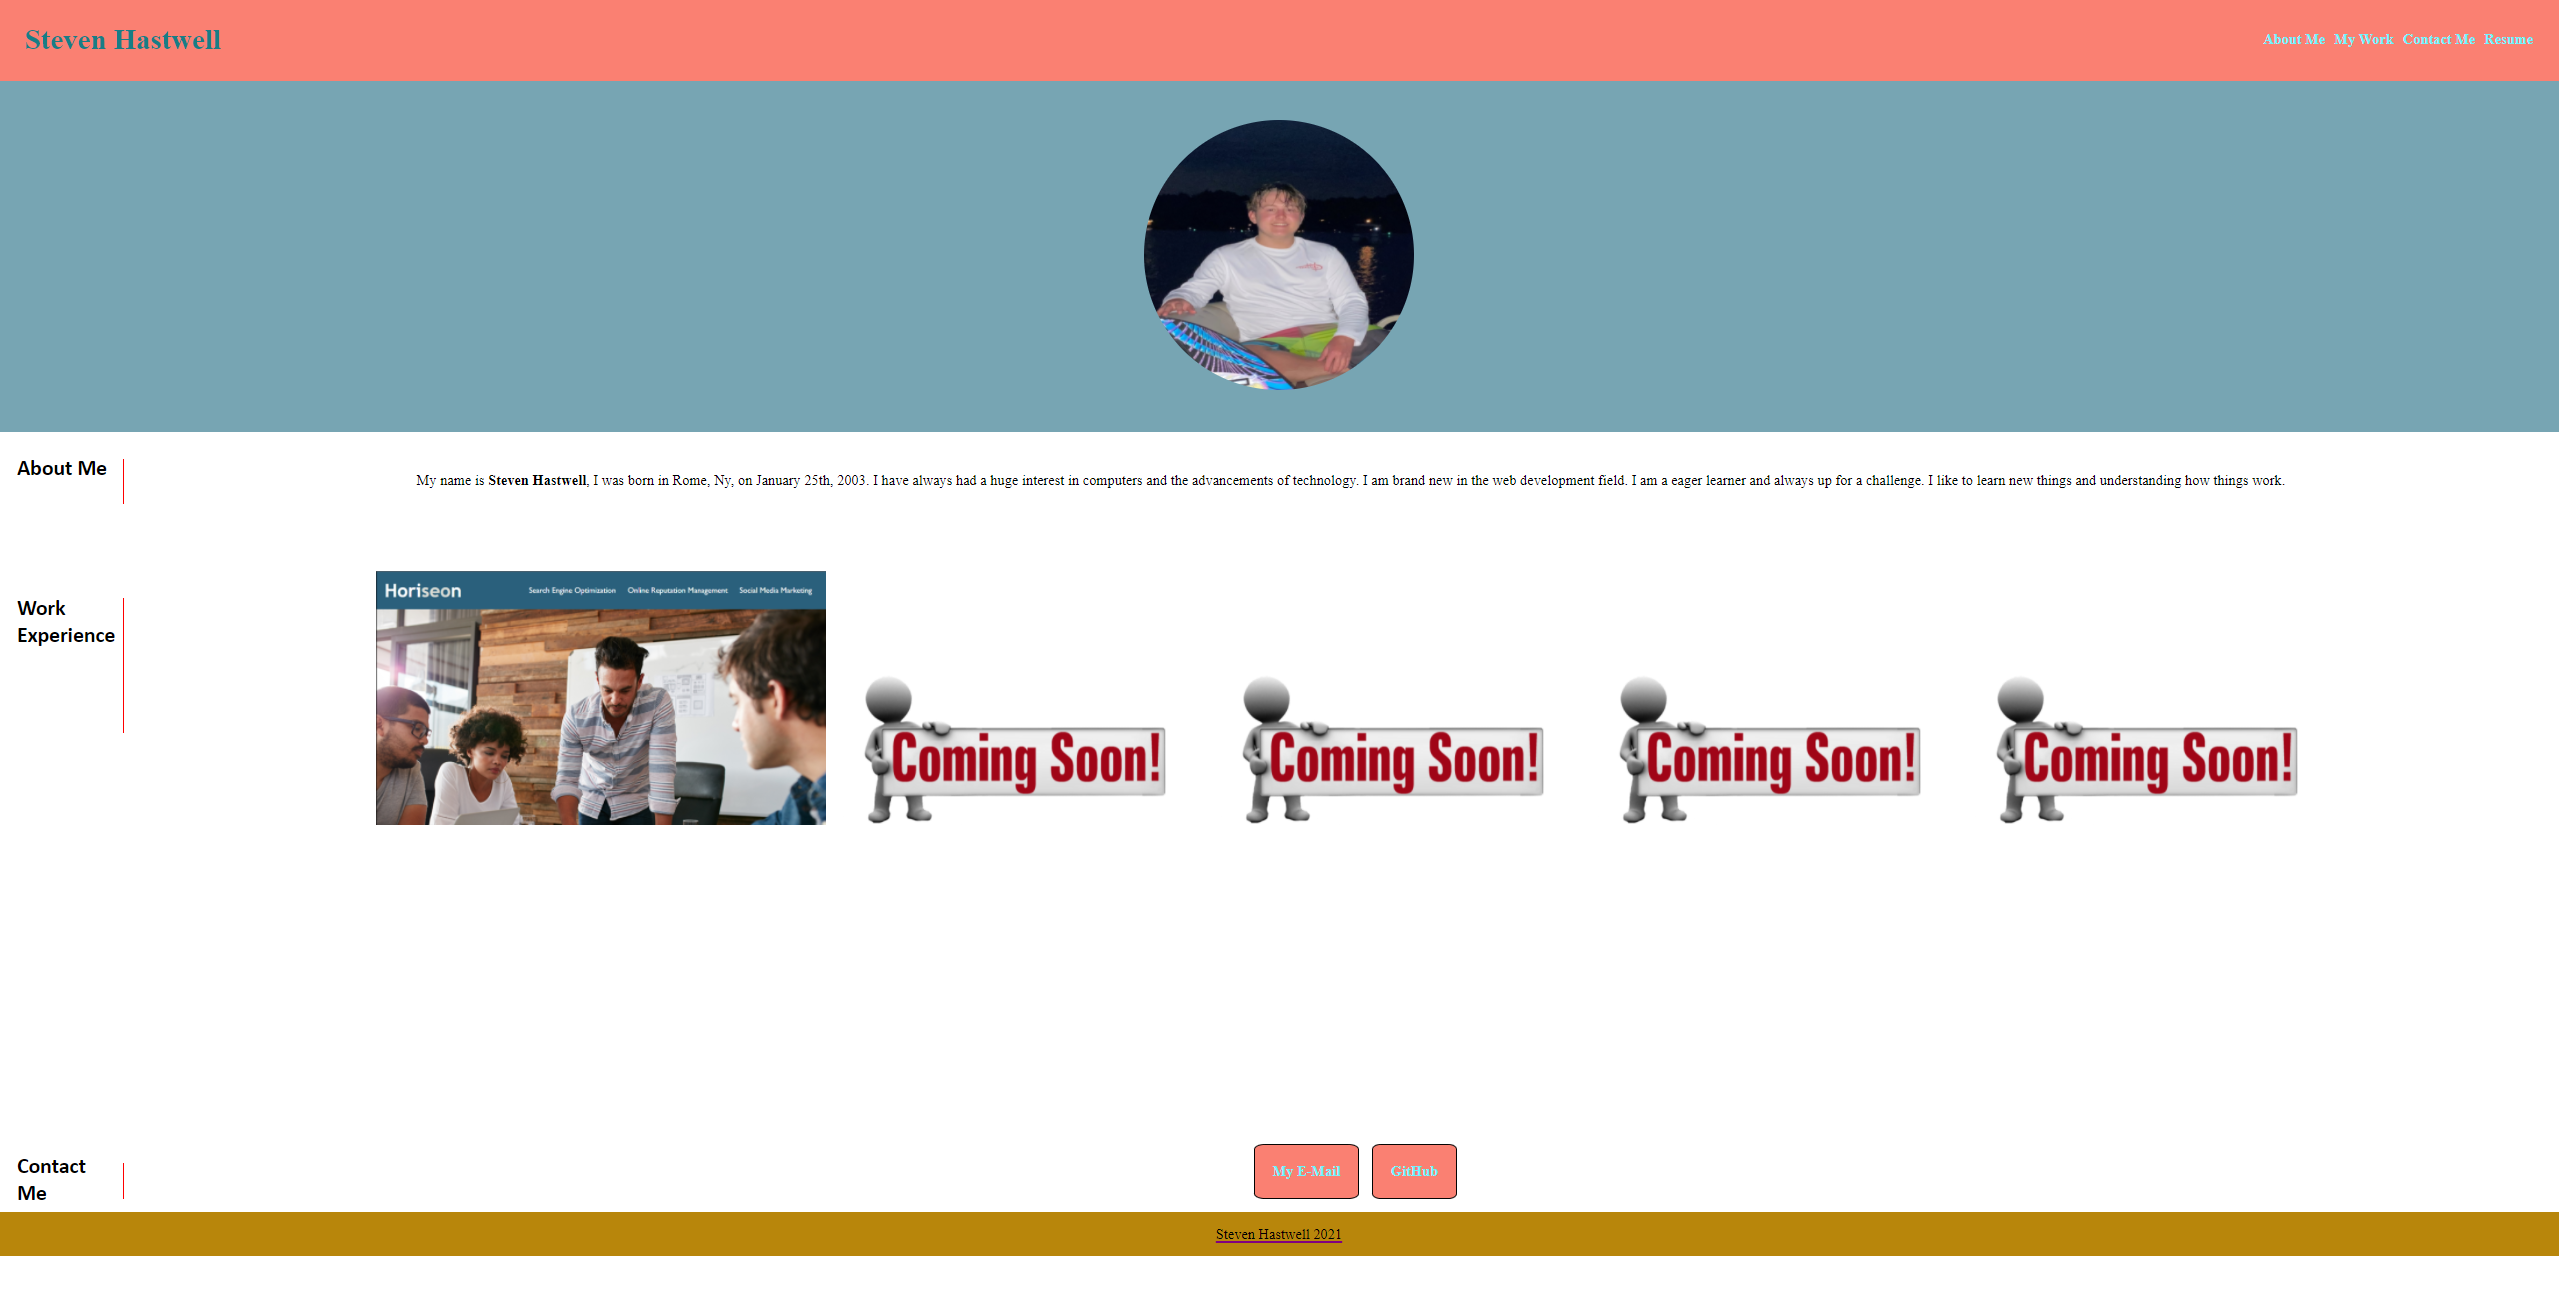 Steven Hastwell
About Me My Work Contact Me Resume
About Me
My name is Steven Hastwell, I was born in Rome, Ny, on January 25th, 2003. I have always had a huge interest in computers and the advancements of technology. I am brand new in the web development field. I am a eager learner and always up for a challenge. I like to learn new things and understanding how things work.
Work
Experience
Horiseon
Search Engine Optimization Online Reputation Management Social Media Marketing
Coming Soon!
Coming Soon!
Coming Soon!
Coming Soon!
Contact
Me
My E-Mail
GitHub
Steven Hastwell 2021